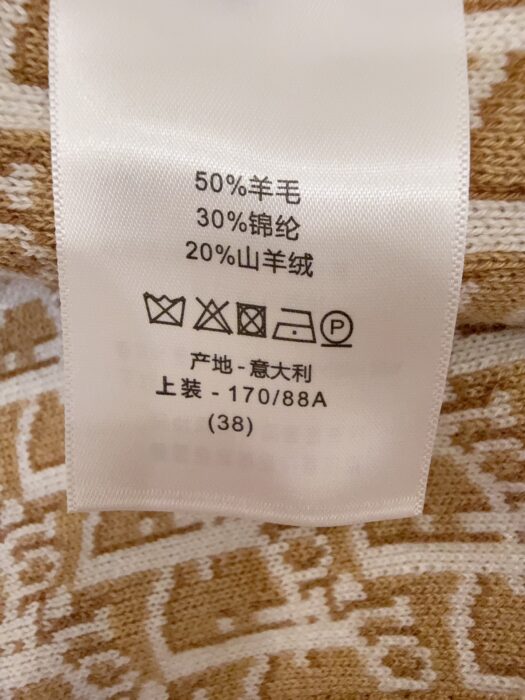 50%羊毛
30%锦纶
20%山羊绒
P
产地 - 意大利
上装 - 170/88A
(38)